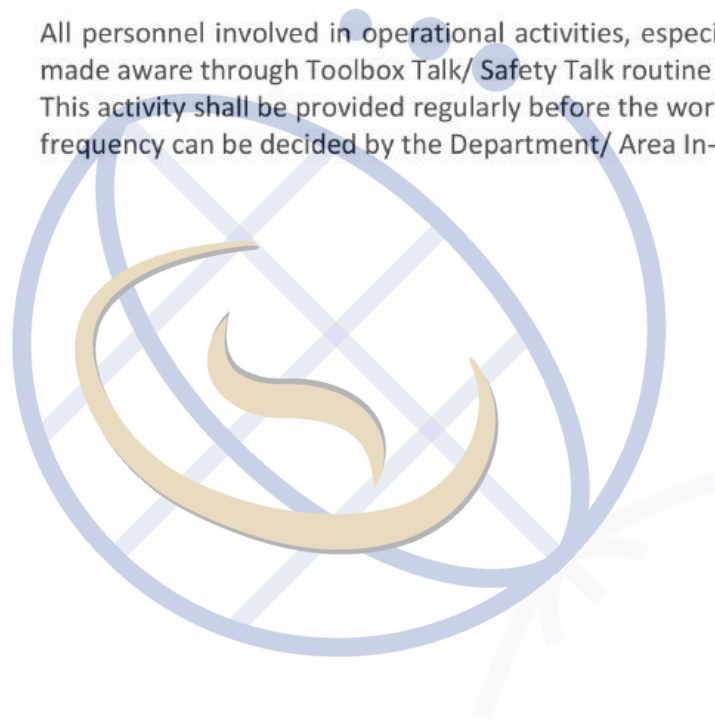 All personnel involved in operational activities, especi
made aware through Toolbox Talk/ Safety Talk routine
This activity shall be provided regularly before the wor
frequency can be decided by the Department/ Area In-